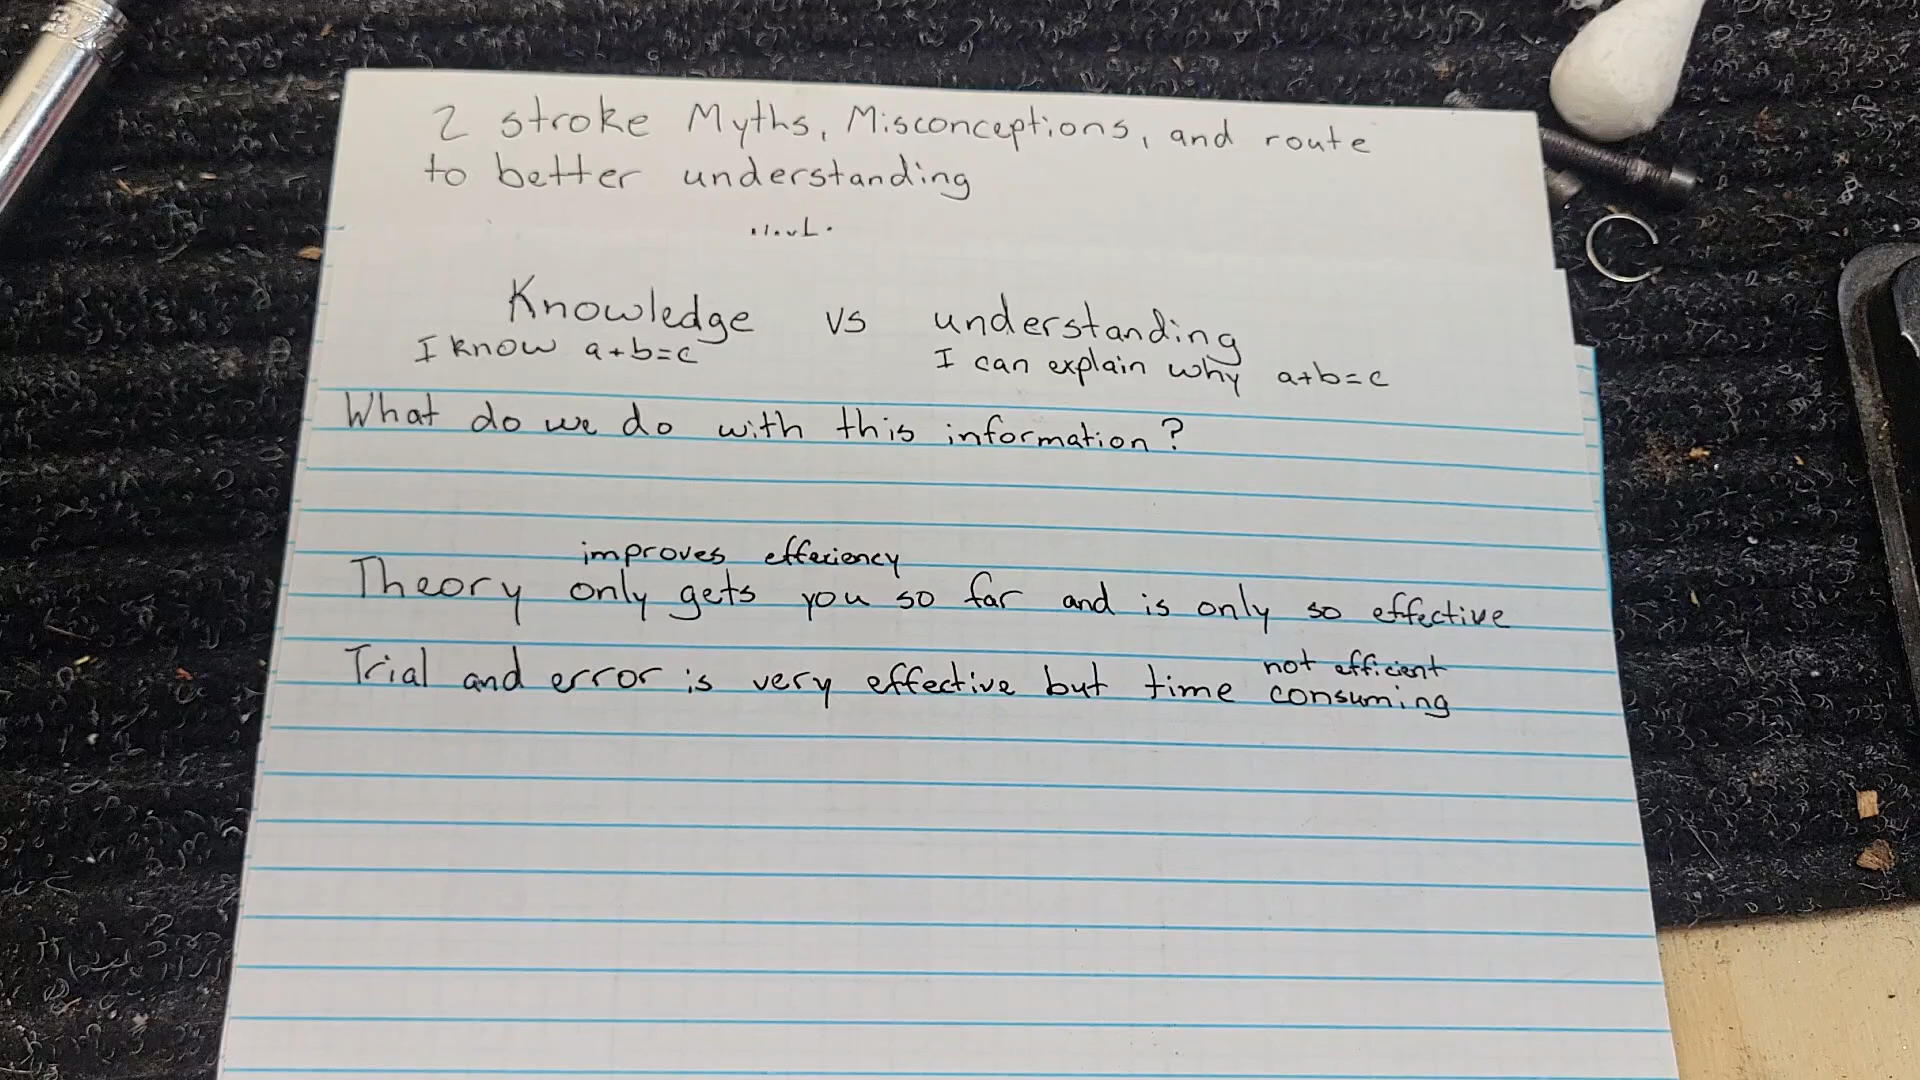 2 stroke Myths, Misconceptions, and route
to better understanding
Knowledge vs understanding
I know a+b=c I can explain why a+b=c
What do we do with this information?
improves effeciency
Theory only gets you so far and is only so effective
not efficient
Trial and error is very effective but time consuming